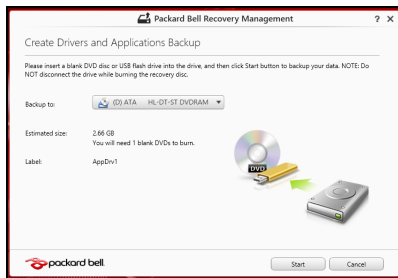 Packard Bell Recovery Management
? X
Create Drivers and Applications Backup
Please insert a blank DVD disc or USB flash drive into the drive, and then click Start button to backup your data. NOTE: Do
NOT disconnect the drive while burning the recovery disc.
Backup to: (D) ATA HL-DT-ST DVDRAM
Estimated size: 2.66 GB
You will need 1 blank DVDs to burn.
Label: AppDrv1
DVD
packard bell.
Start Cancel